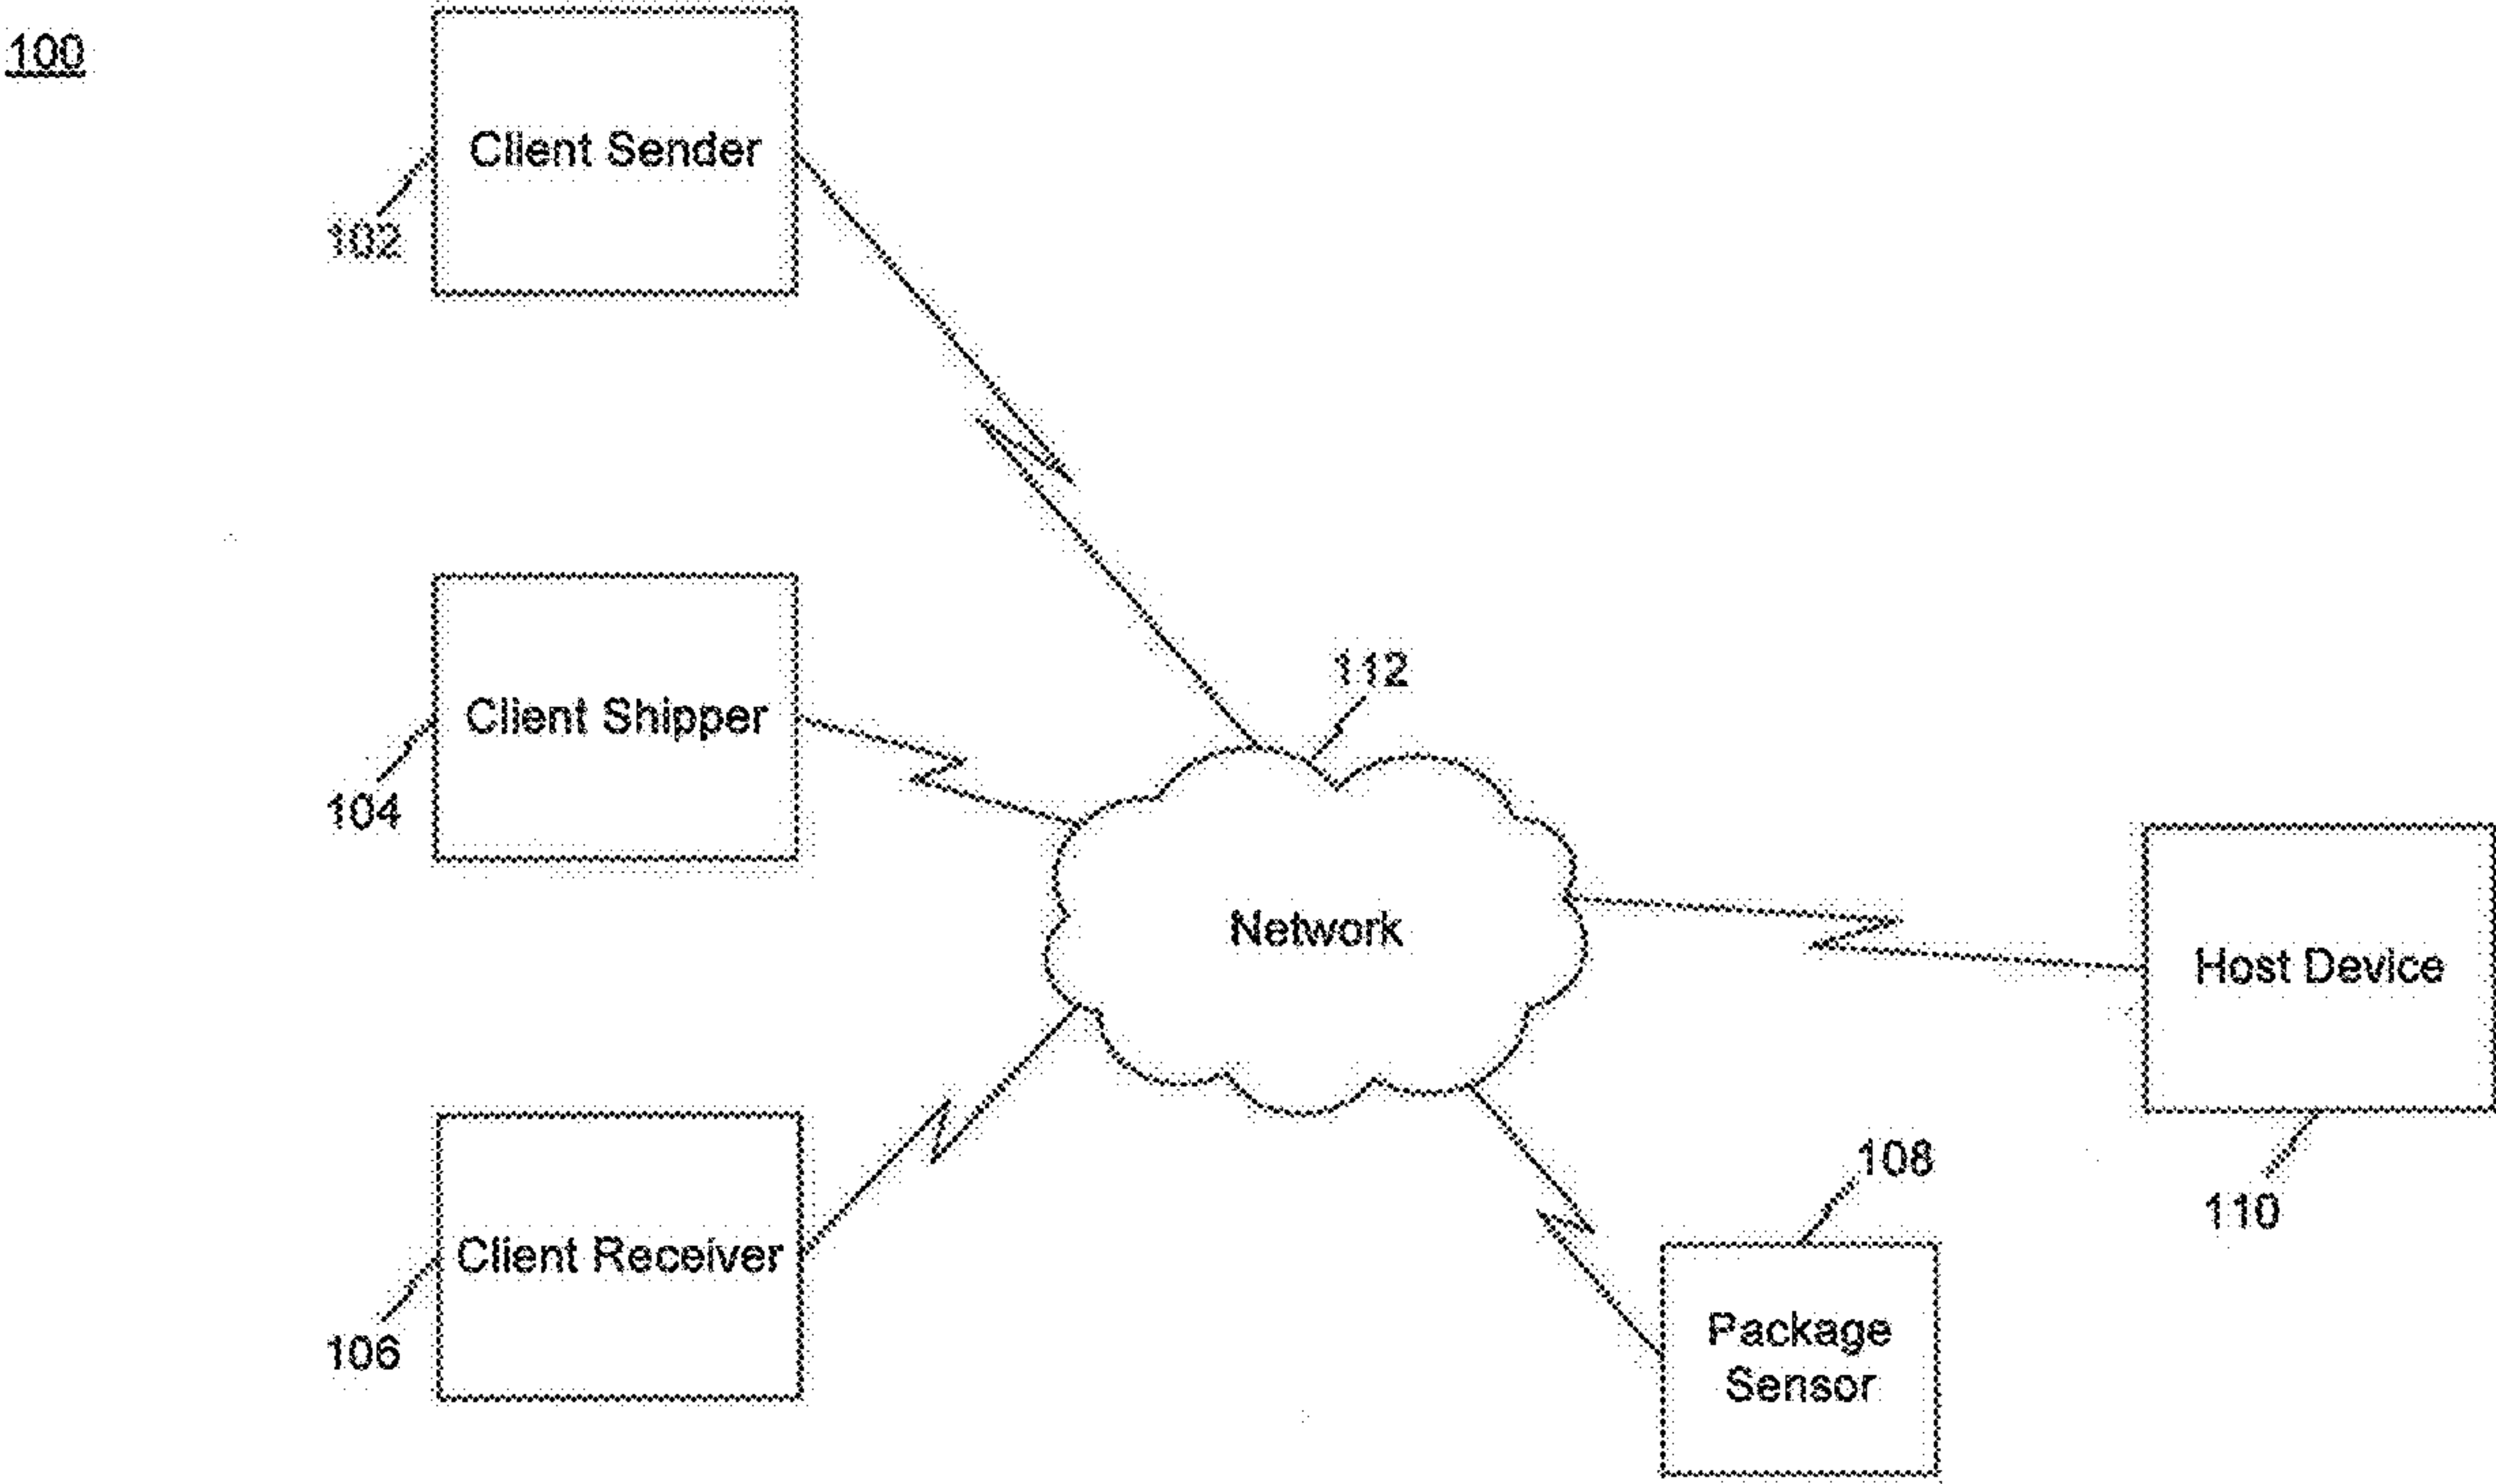 100
Client Sender
102
Client Shipper
104
112
Network
Host Device
110
108
Package
Sensor
Client Receiver
106